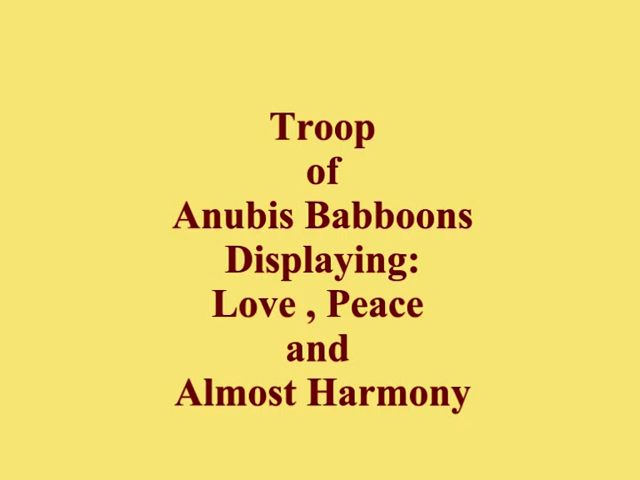 Troop
of
Anubis Babboons
Displaying:
Love , Peace
and
Almost Harmony